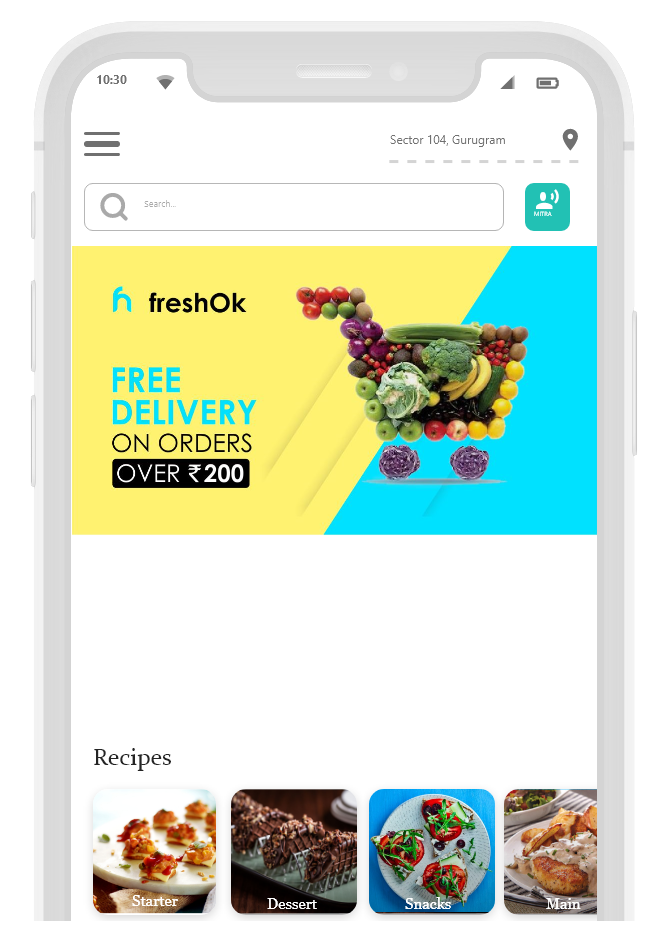 10:30
Sector 104, Gurugram
Search...
MITRA
freshOk
FREE
DELIVERY
ON ORDERS
OVER ₹200
Recipes
Starter
Dessert
Snacks
Main